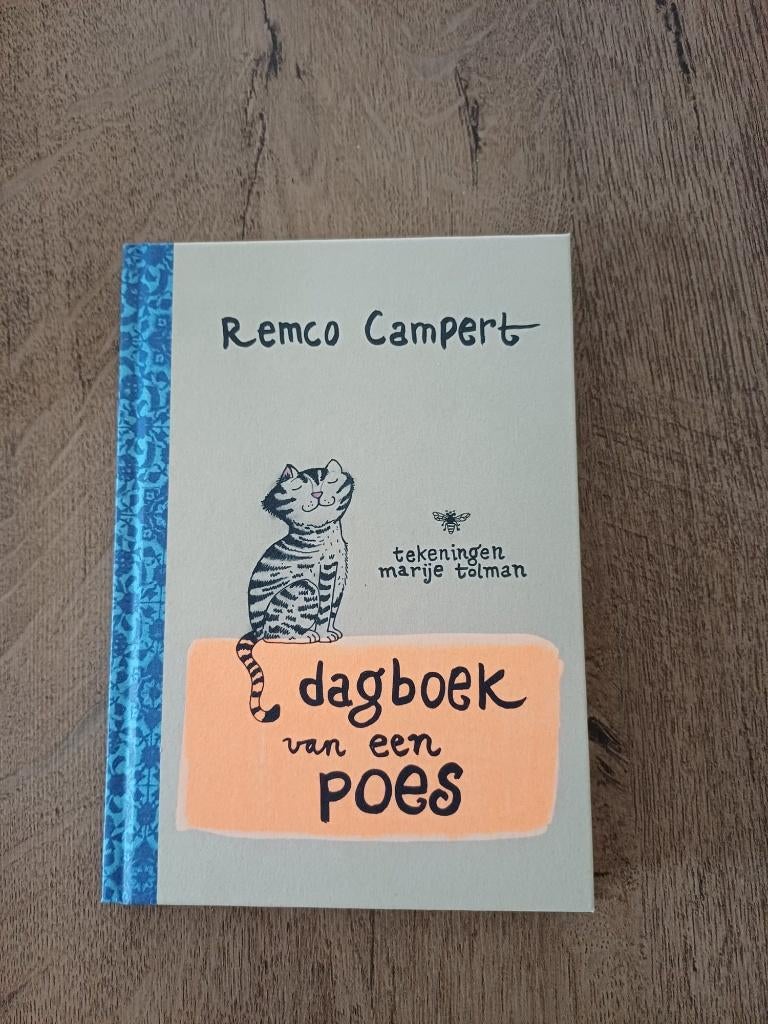 Remco Campert
tekeningen
marije tolman
dagboek
van een
poes